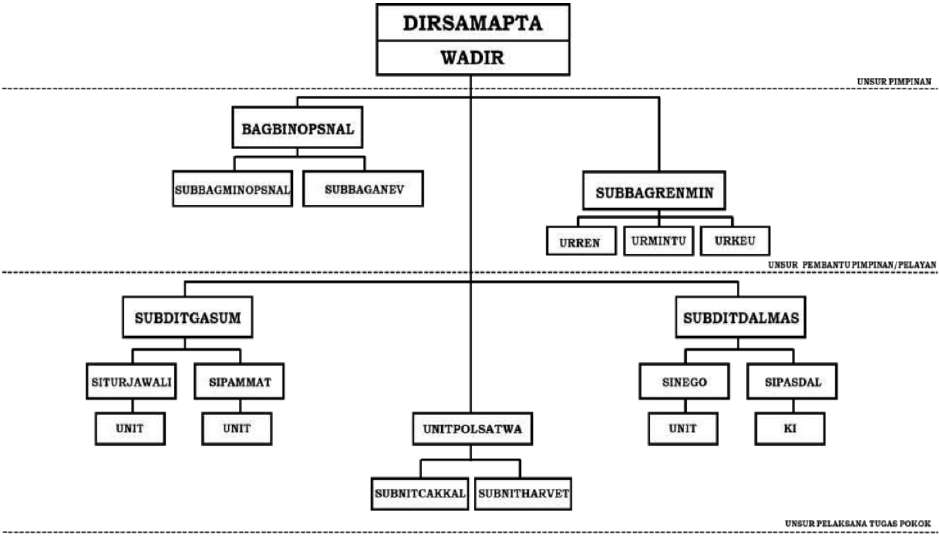 DIRSAMAPTA
WADIR
UNSUR PIMPINAN
BAGBINOPSNAL
SUBBAGMINOPSNAL
SUBBAGANEV
SUBBAGRENMIN
URREN
URMINTU
URKEU
UNSUR PEMBANTU PIMPINAN/PELAYAN
SUBDITGASUM
SUBDITDALMAS
SITURJAWALI
SIPAMMAT
SINEGO
SIPASDAL
UNIT
UNIT
UNITPOLSATWA
UNIT
KI
SUBNITCAKKAL
SUBNITHARVET
UNSUR PELAKSANA TUGAS POKOK